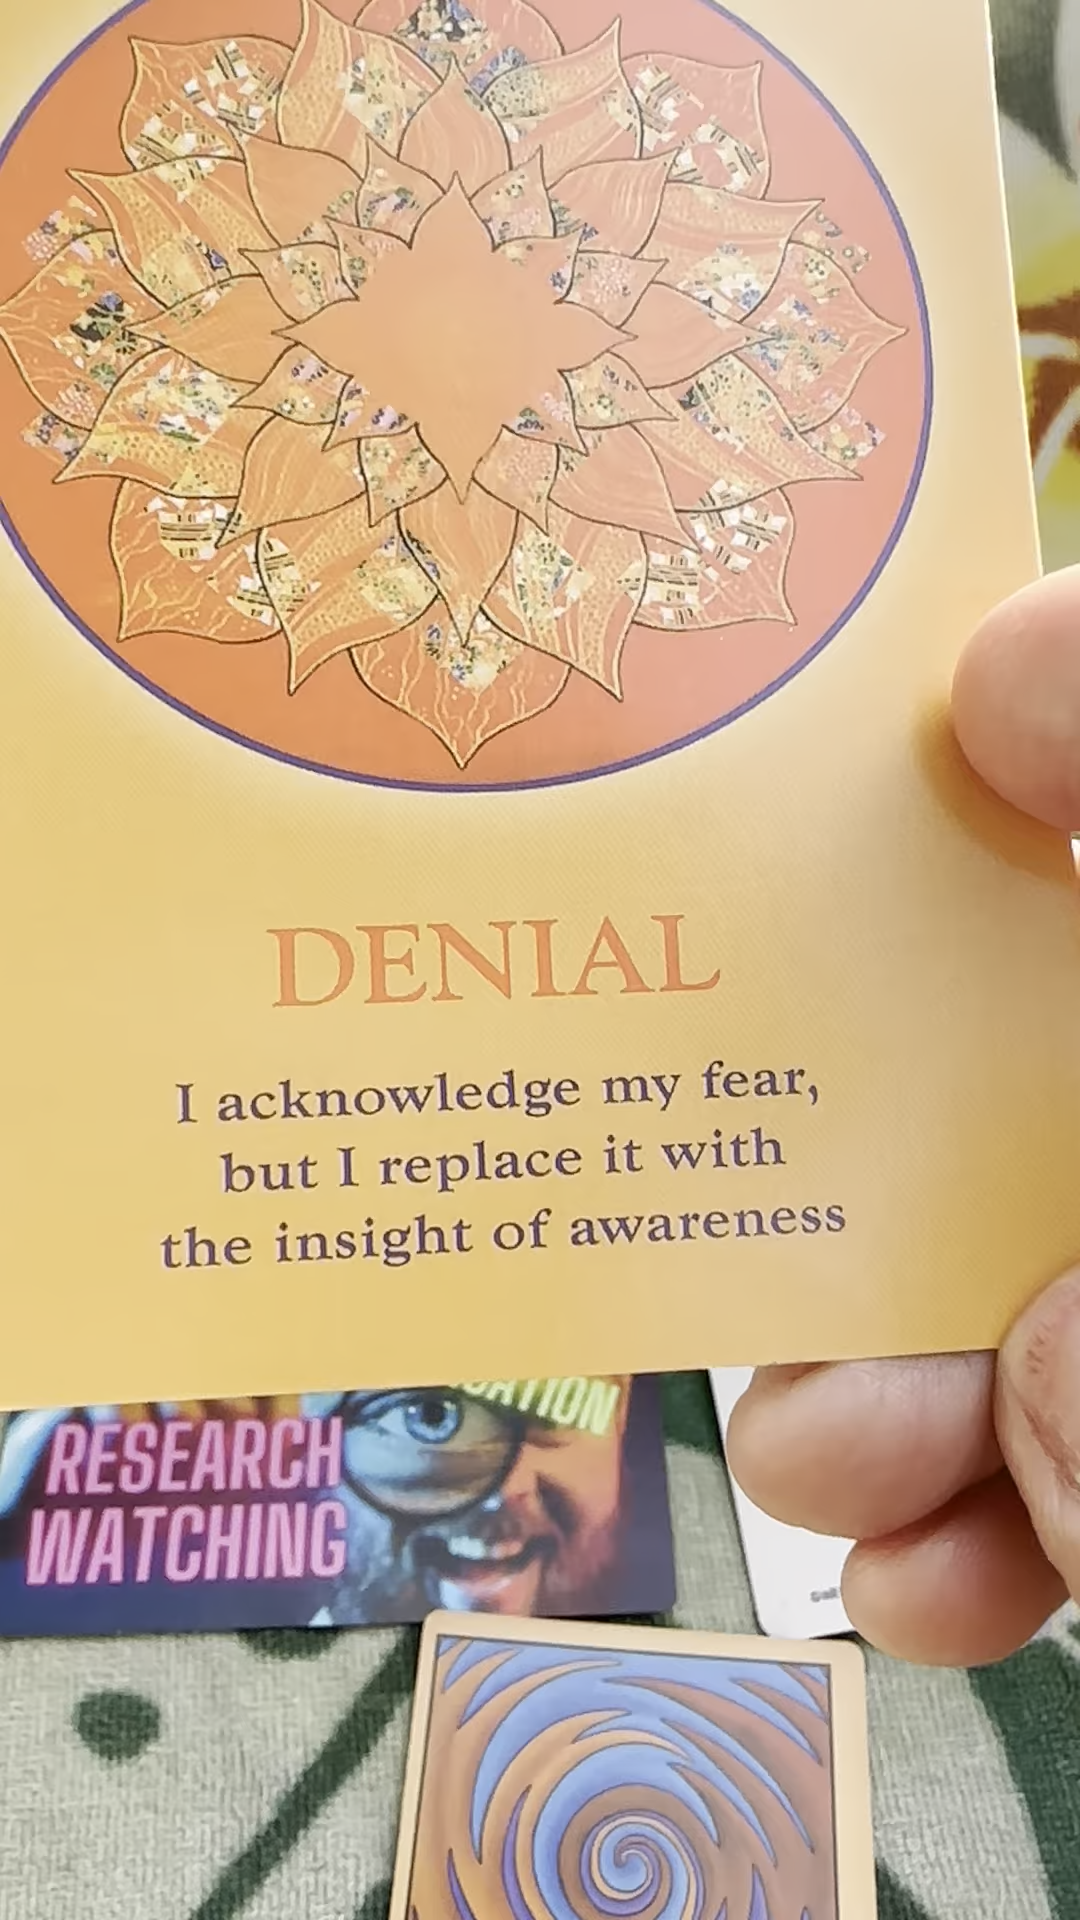 DENIAL
I acknowledge my fear,
but I replace it with
the insight of awareness
RESEARCH
WATCHING